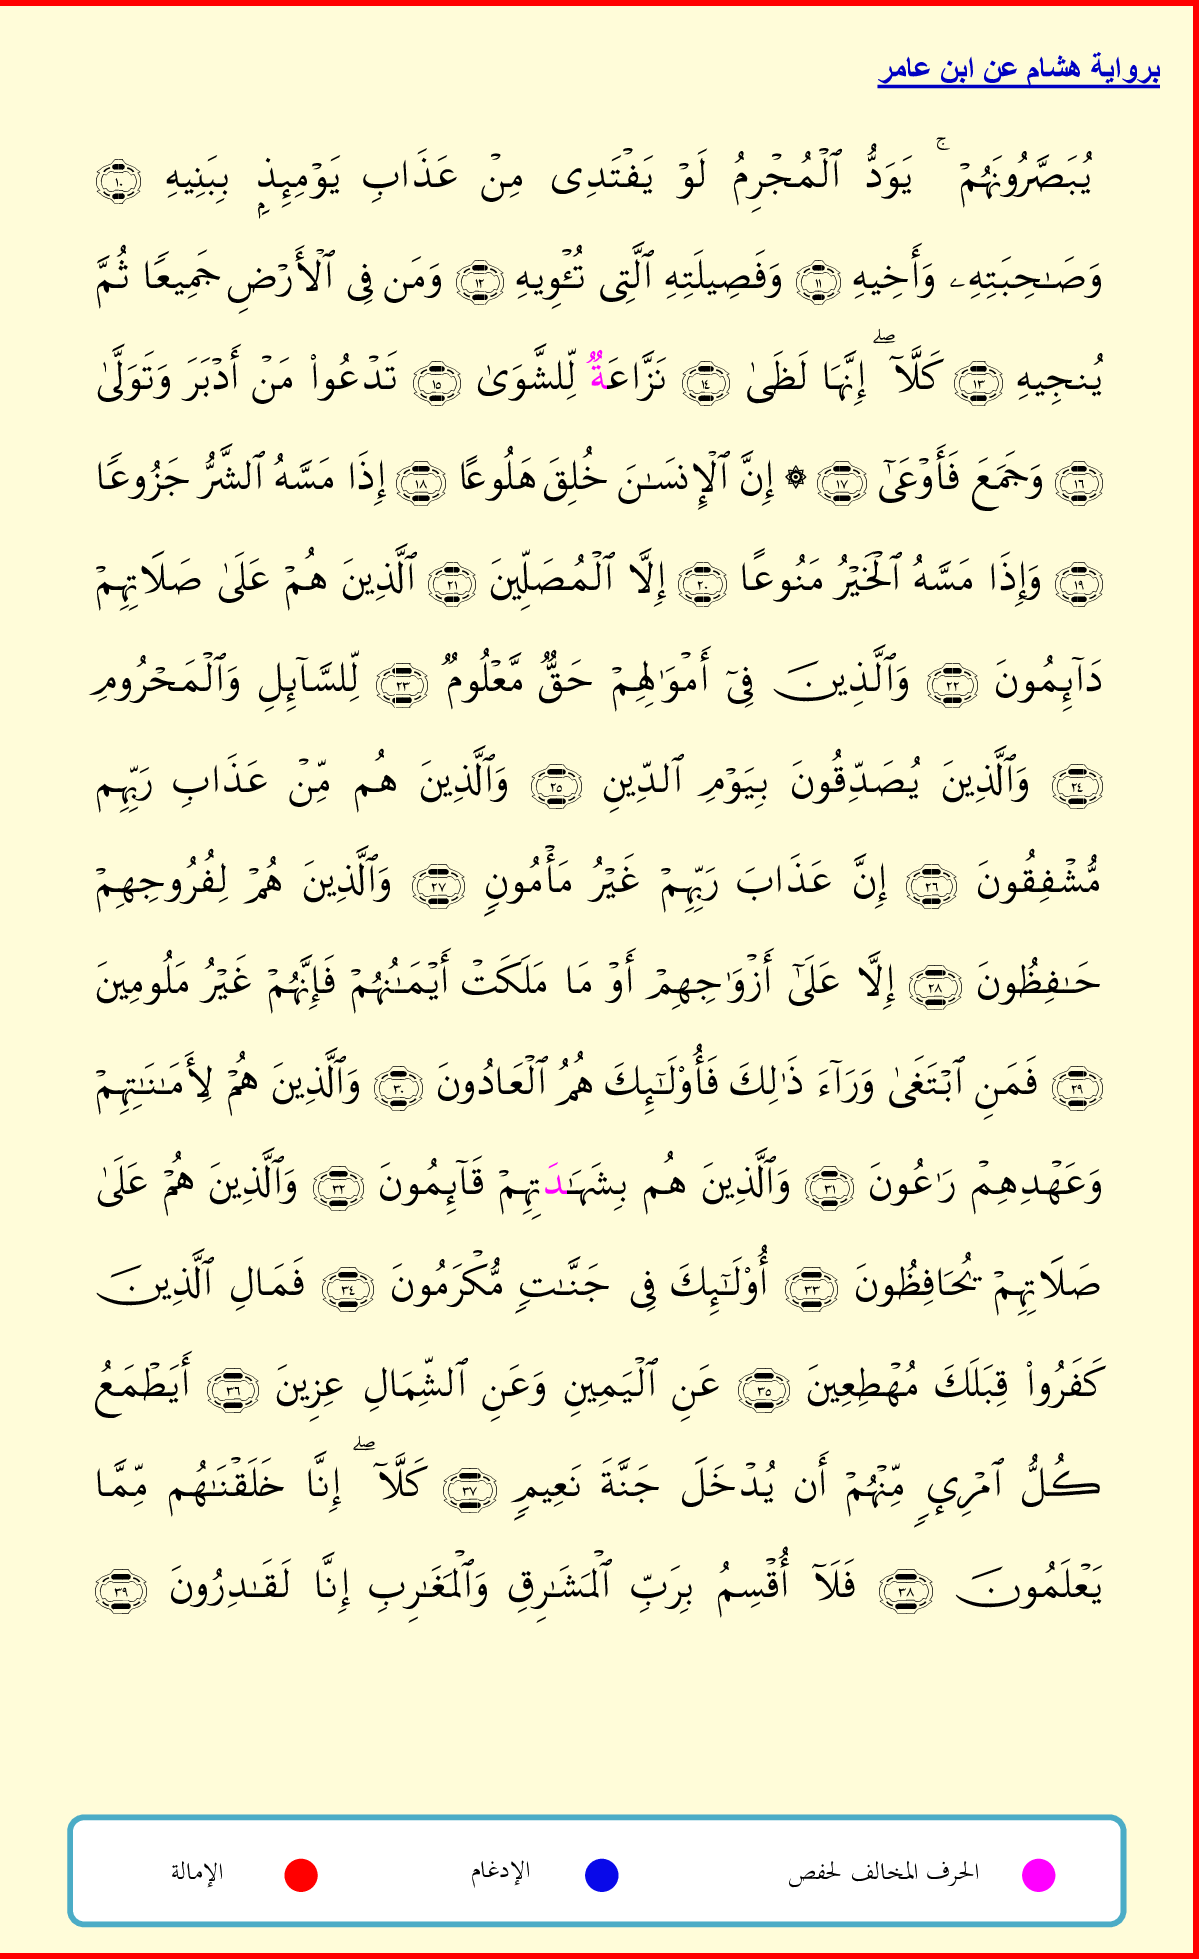 برواية هشام عن ابن عامر
يُبَصَّرُونَهُمۡ ۚ يَوَدُّ ٱلۡمُجۡرِمُ لَوۡ يَفۡتَدِى مِنۡ عَذَابِ يَوۡمِئِذِۭ بِبَنِيهِ ١٠
وَصَـٰحِبَتِهِۦ وَأَخِيهِ ١١ وَفَصِيلَتِهِ ٱلَّتِى تُـْٔوِيهِ ١٢ وَمَن فِى ٱلۡأَرۡضِ جَمِيعًا ثُمَّ
يُنجِيهِ ١٣ كَلَّآ ۖ إِنَّهَا لَظَىٰ ١٤ نَزَّاعَةٌ لِّلشَّوَىٰ ١٥ تَدۡعُواْ مَنۡ أَدۡبَرَ وَتَوَلَّىٰ
١٦ وَجَمَعَ فَأَوۡعَىٰٓ ١٧ ۞ إِنَّ ٱلۡإِنسَـٰنَ خُلِقَ هَلُوعًا ١٨ إِذَا مَسَّهُ ٱلشَّرُّ جَزُوعًا
١٩ وَإِذَا مَسَّهُ ٱلۡخَيۡرُ مَنُوعًا ٢٠ إِلَّا ٱلۡمُصَلِّينَ ٢١ ٱلَّذِينَ هُمۡ عَلَىٰ صَلَاتِهِمۡ
دَآئِمُونَ ٢٢ وَٱلَّذِينَ فِىٓ أَمۡوَٰلِهِمۡ حَقٌّ مَّعۡلُومٌ ٢٣ لِّلسَّآئِلِ وَٱلۡمَحۡرُومِ
٢٤ وَٱلَّذِينَ يُصَدِّقُونَ بِيَوۡمِ ٱلدِّينِ ٢٥ وَٱلَّذِينَ هُم مِّنۡ عَذَابِ رَبِّهِم
مُّشۡفِقُونَ ٢٦ إِنَّ عَذَابَ رَبِّهِمۡ غَيۡرُ مَأۡمُونٍ ٢٧ وَٱلَّذِينَ هُمۡ لِفُرُوجِهِمۡ
حَـٰفِظُونَ ٢٨ إِلَّا عَلَىٰٓ أَزۡوَٰجِهِمۡ أَوۡ مَا مَلَكَتۡ أَيۡمَـٰنُهُمۡ فَإِنَّهُمۡ غَيۡرُ مَلُومِينَ
٢٩ فَمَنِ ٱبۡتَغَىٰ وَرَآءَ ذَٰلِكَ فَأُوْلَـٰٓئِكَ هُمُ ٱلۡعَادُونَ ٣٠ وَٱلَّذِينَ هُمۡ لِأَمَـٰنَـٰتِهِمۡ
وَعَهۡدِهِمۡ رَٰعُونَ ٣١ وَٱلَّذِينَ هُم بِشَهَـٰدَتِهِمۡ قَآئِمُونَ ٣٢ وَٱلَّذِينَ هُمۡ عَلَىٰ
صَلَاتِهِمۡ يُحَافِظُونَ ٣٣ أُوْلَـٰٓئِكَ فِى جَنَّـٰتٍ مُّكۡرَمُونَ ٣٤ فَمَالِ ٱلَّذِينَ
كَفَرُواْ قِبَلَكَ مُهۡطِعِينَ ٣٥ عَنِ ٱلۡيَمِينِ وَعَنِ ٱلشِّمَالِ عِزِينَ ٣٦ أَيَطۡمَعُ
كُلُّ ٱمۡرِىٍٕ مِّنۡهُمۡ أَن يُدۡخَلَ جَنَّةَ نَعِيمٍ ٣٧ كَلَّآ ۖ إِنَّا خَلَقۡنَـٰهُم مِّمَّا
يَعۡلَمُونَ ٣٨ فَلَآ أُقۡسِمُ بِرَبِّ ٱلۡمَشَـٰرِقِ وَٱلۡمَغَـٰرِبِ إِنَّا لَقَـٰدِرُونَ ٣٩
الحرف المخالف لحفص الإدغام الإمالة